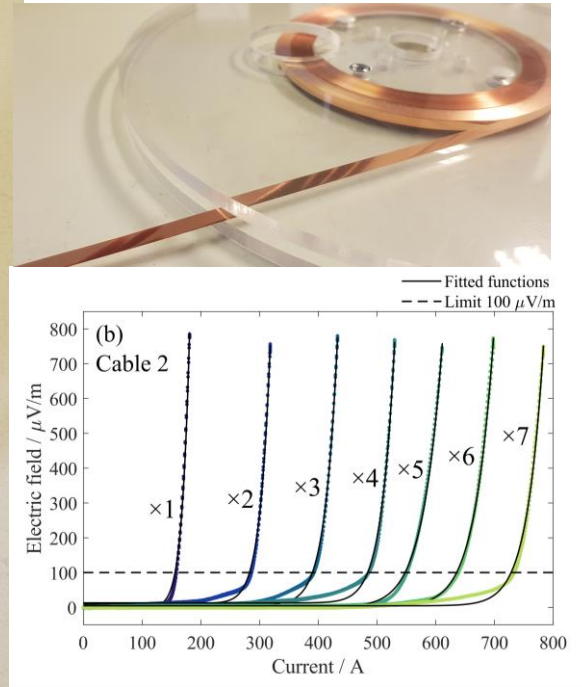 Fitted functions
Limit 100 μV/m
(b)
Cable 2
×1
×2
×3
×4
×5
×6
×7
Electric field / μV/m
800
700
600
500
400
300
200
100
0
0 100 200 300 400 500 600 700 800
Current / A